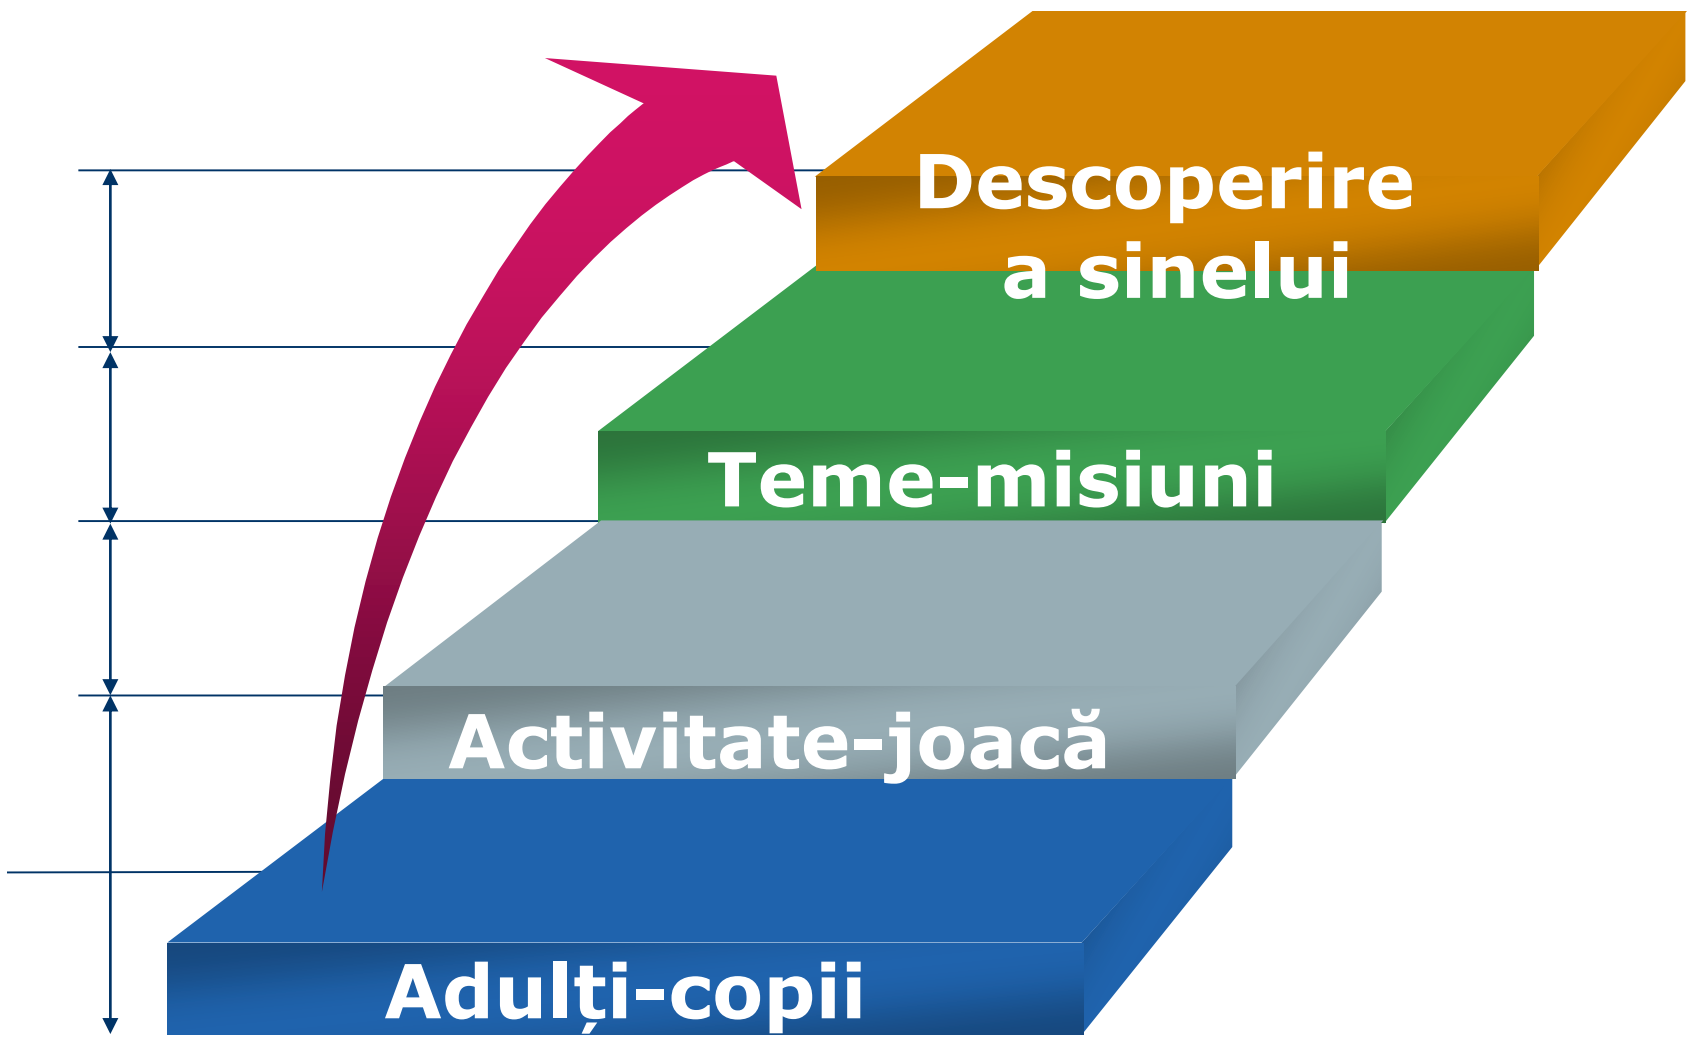 Descoperire
a sinelui
Teme-misiuni
Activitate-joacă
Adulți-copii